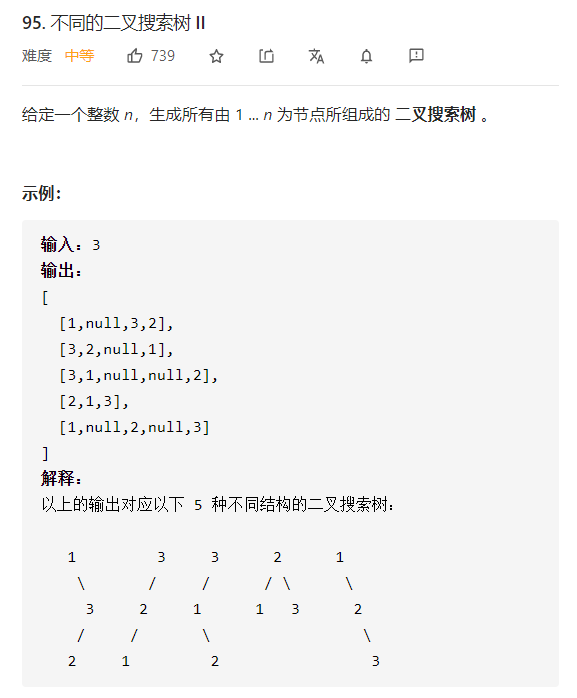 95. 不同的二叉搜索树 II
难度 中等 739
给定一个整数 n，生成所有由 1 ... n 为节点所组成的 二叉搜索树 。
示例：
输入：3
输出：
[
  [1,null,3,2],
  [3,2,null,1],
  [3,1,null,null,2],
  [2,1,3],
  [1,null,2,null,3]
]
解释：
以上的输出对应以下 5 种不同结构的二叉搜索树：
   1         3     3      2      1
    \       /     /      / \      \
     3     2     1      1   3      2
    /     /       \                 \
   2     1         2                 3